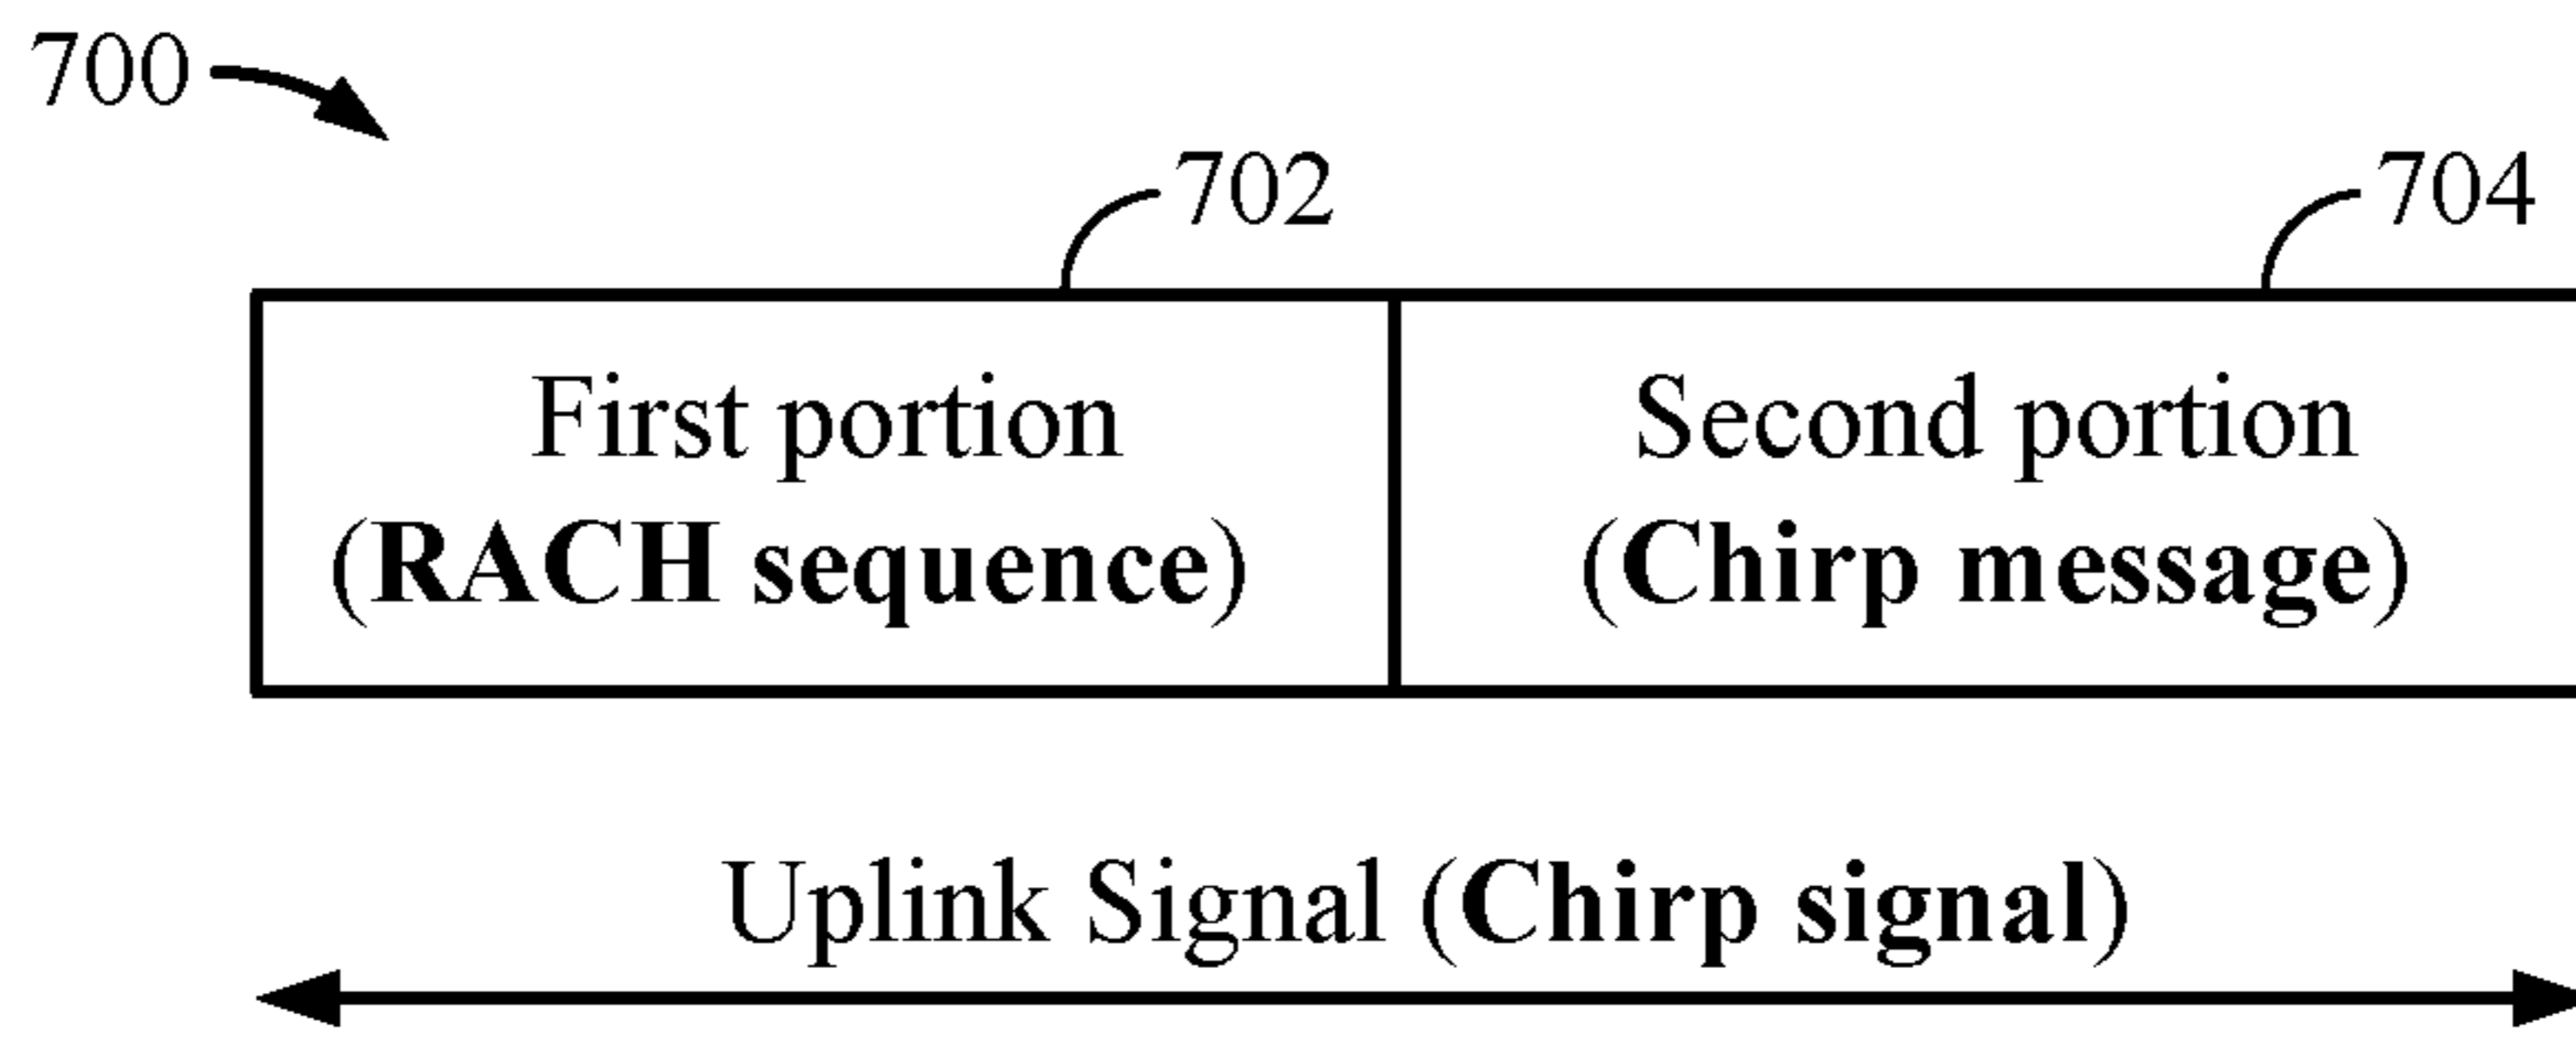 700
702
704
First portion
(RACH sequence)
Second portion
(Chirp message)
Uplink Signal (Chirp signal)